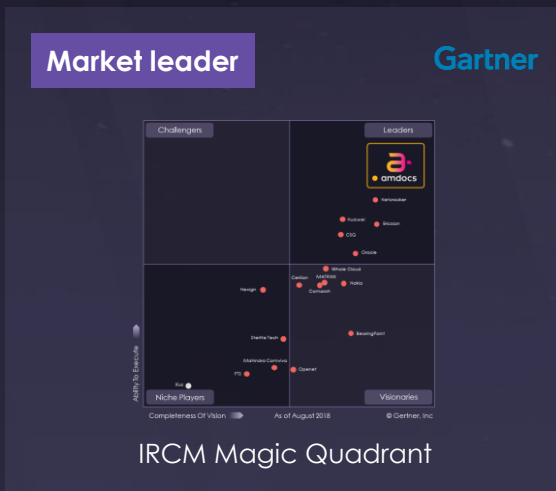 Market leader
Gartner
Challengers
Leaders
a
amdocs
Netcracker
Huawei
Ericsson
CSG
Oracle
Whale Cloud
Cerillion
MATRIXX
Comarch
Nokia
Hexign
Sterlite Tech
BearingPoint
Mahindra Comviva
FTS
Openet
Niche Players
Visionaries
Ability To Execute
Completeness Of Vision
As of August 2018
© Gartner, Inc
IRCM Magic Quadrant